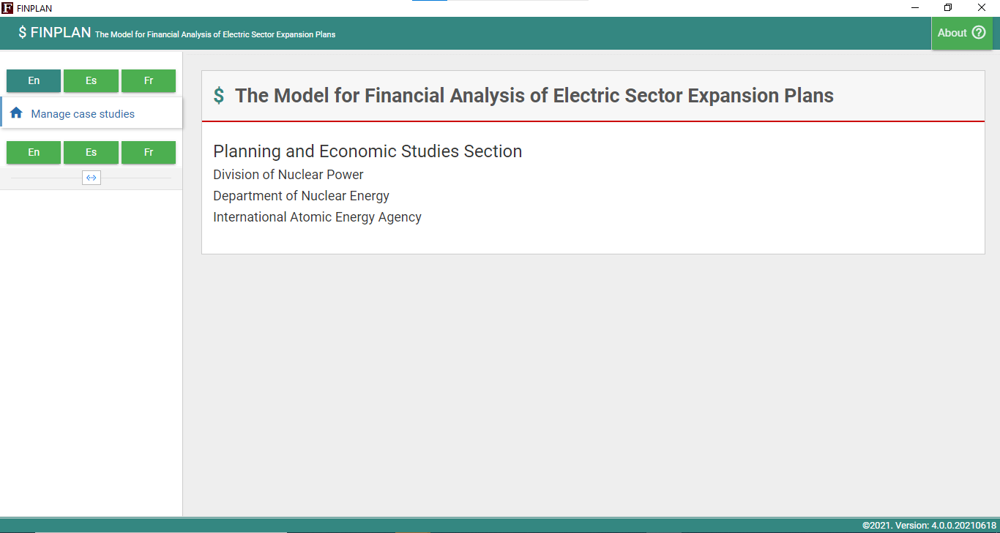 FINPLAN
$ FINPLAN The Model for Financial Analysis of Electric Sector Expansion Plans
About
En Es Fr
Manage case studies
En Es Fr
$ The Model for Financial Analysis of Electric Sector Expansion Plans
Planning and Economic Studies Section
Division of Nuclear Power
Department of Nuclear Energy
International Atomic Energy Agency
©2021. Version: 4.0.0.20210618